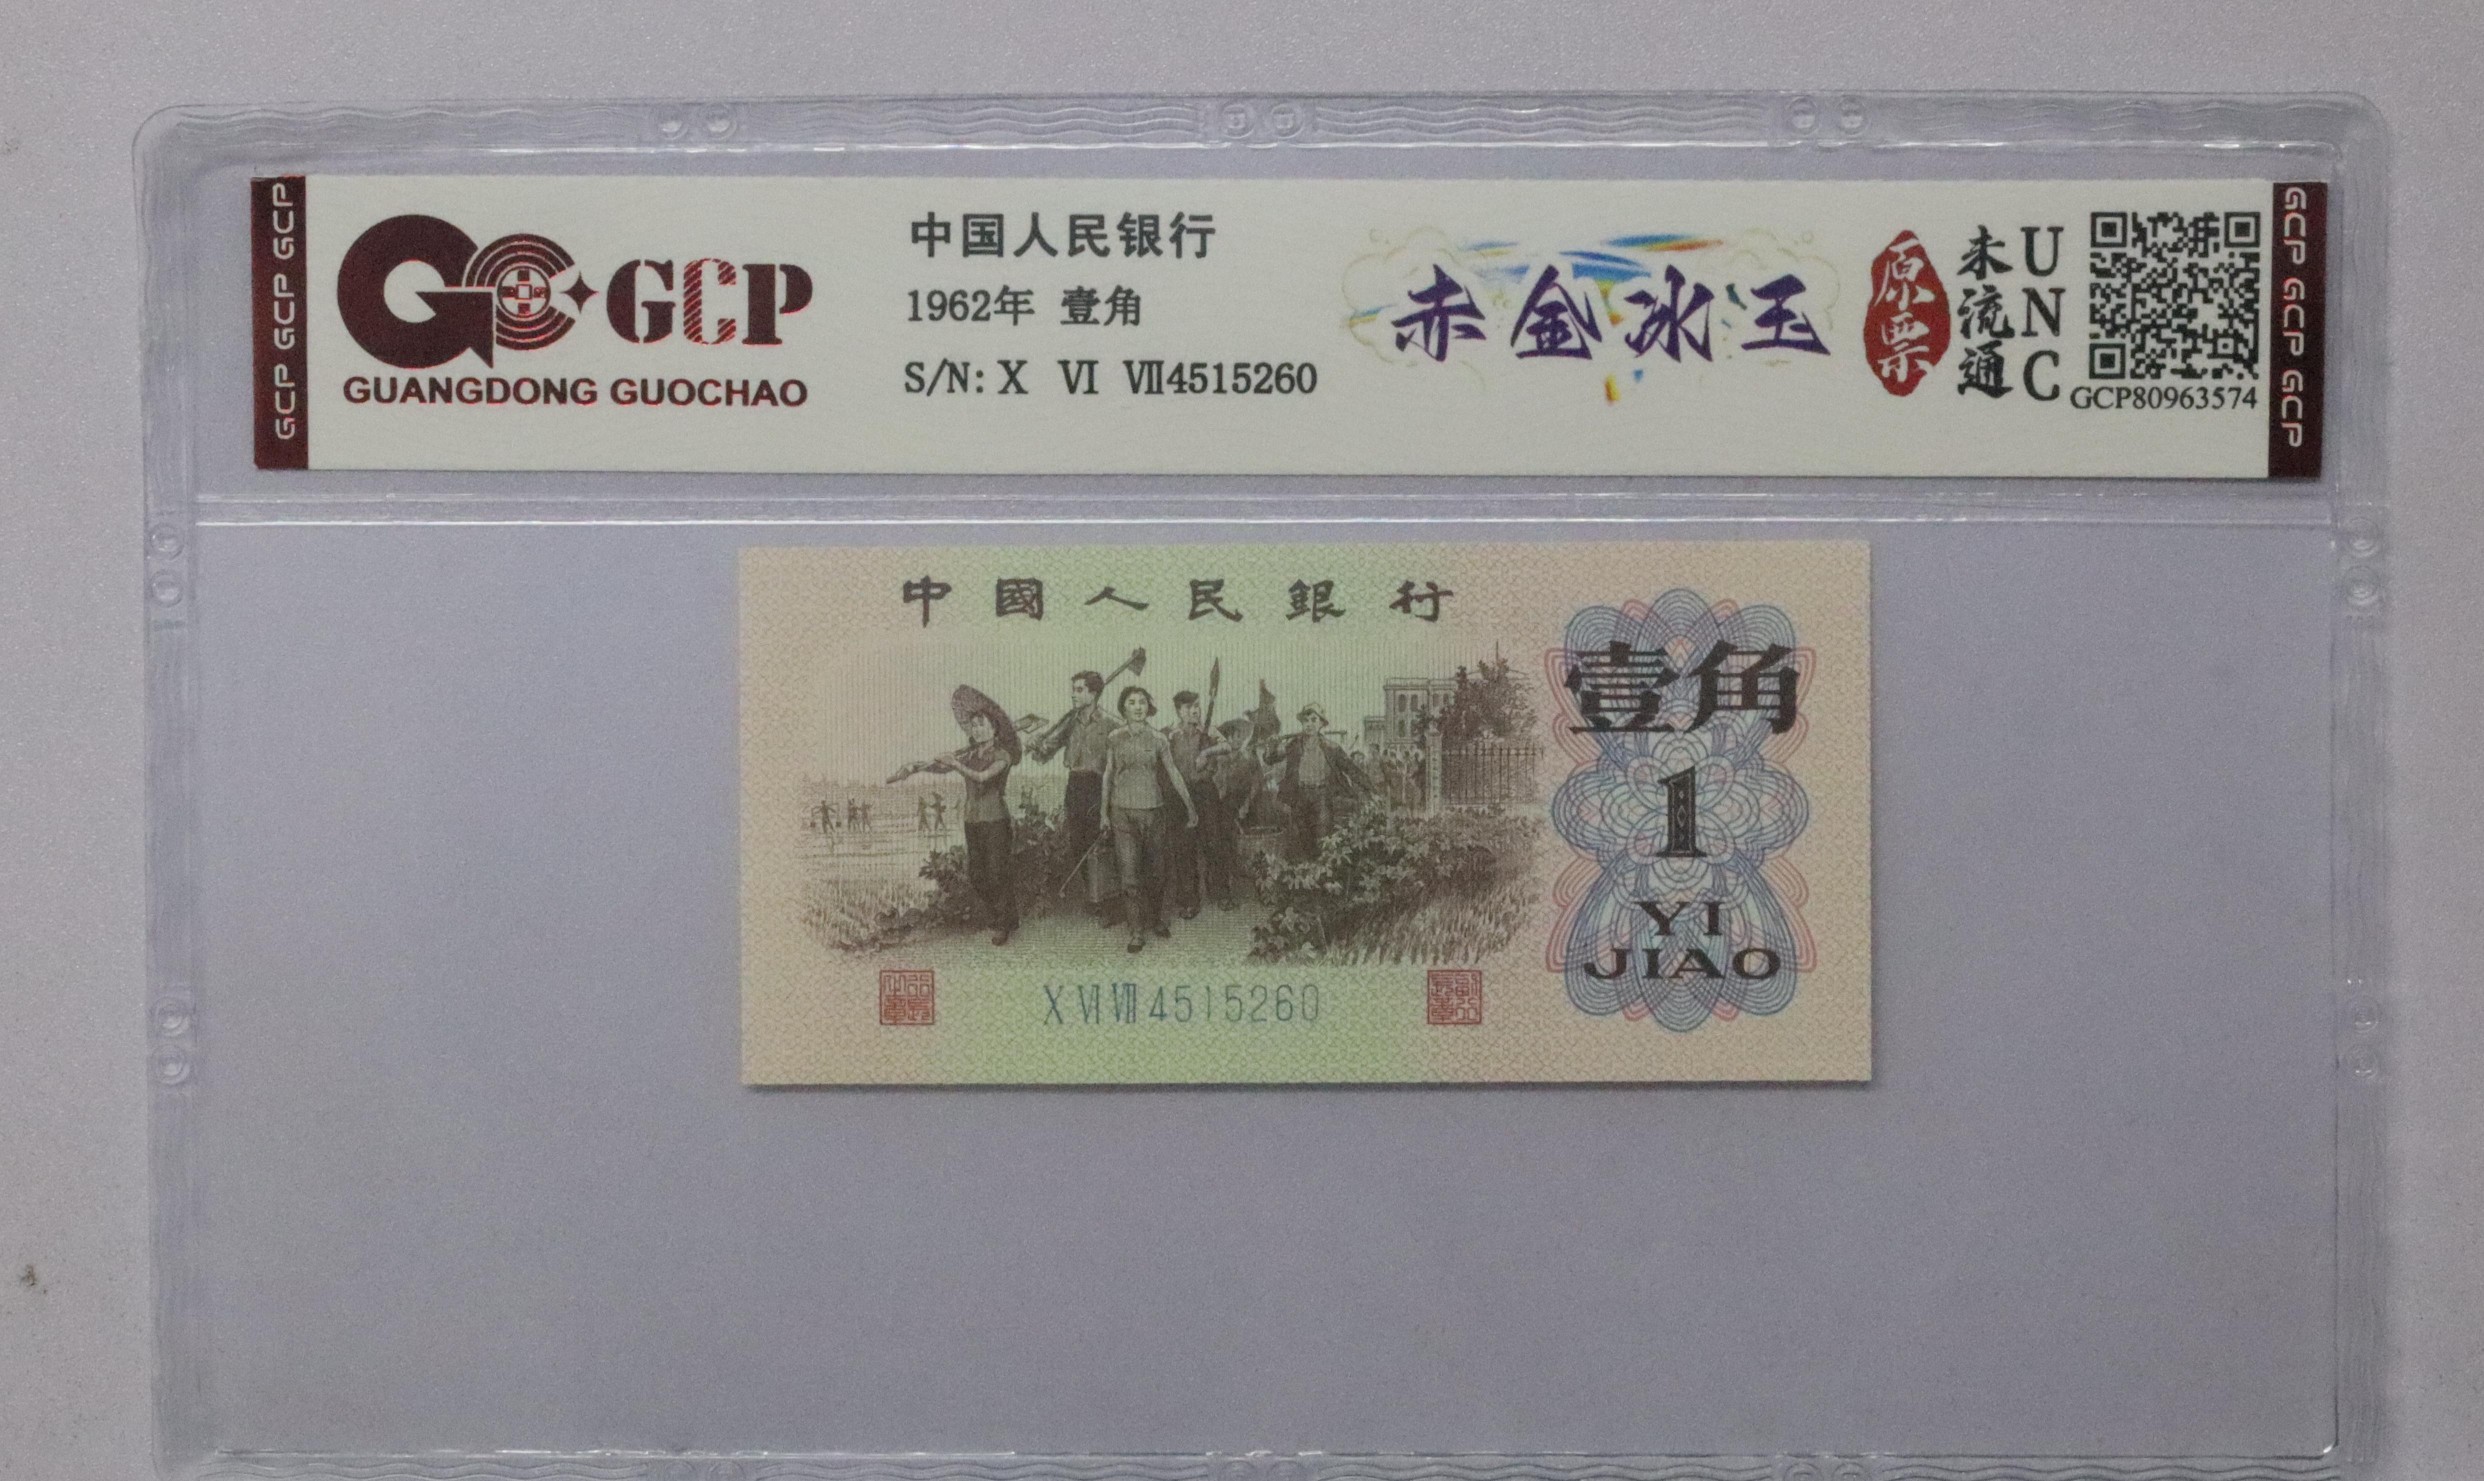 GCP GCP GCP
GCP
GUANGDONG GUOCHAO
中国人民银行
1962年 壹角
S/N: X VI VII4515260
赤金冰玉
原票
未流通
UNC
GCP80963574
GCP GCP GCP
中國人民銀行
壹角
1
YI
JIAO
X VI VII 4515260